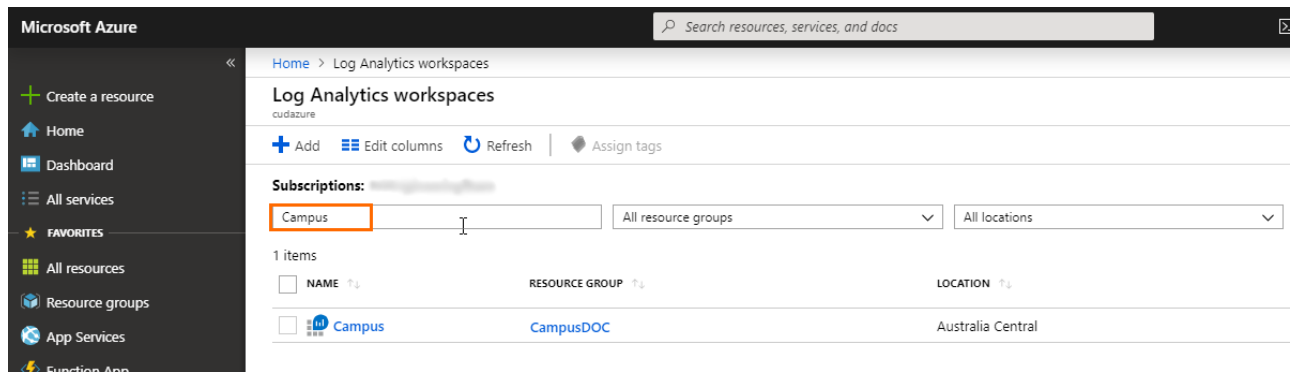 Microsoft Azure
Search resources, services, and docs
«
Create a resource
Home
Dashboard
All services
FAVORITES
All resources
Resource groups
App Services
Function App
Home > Log Analytics workspaces
Log Analytics workspaces
cudazure
Add Edit columns Refresh Assign tags
Subscriptions:
Campus All resource groups All locations
1 items
NAME ↑↓ RESOURCE GROUP ↑↓ LOCATION ↑↓
Campus CampusDOC Australia Central